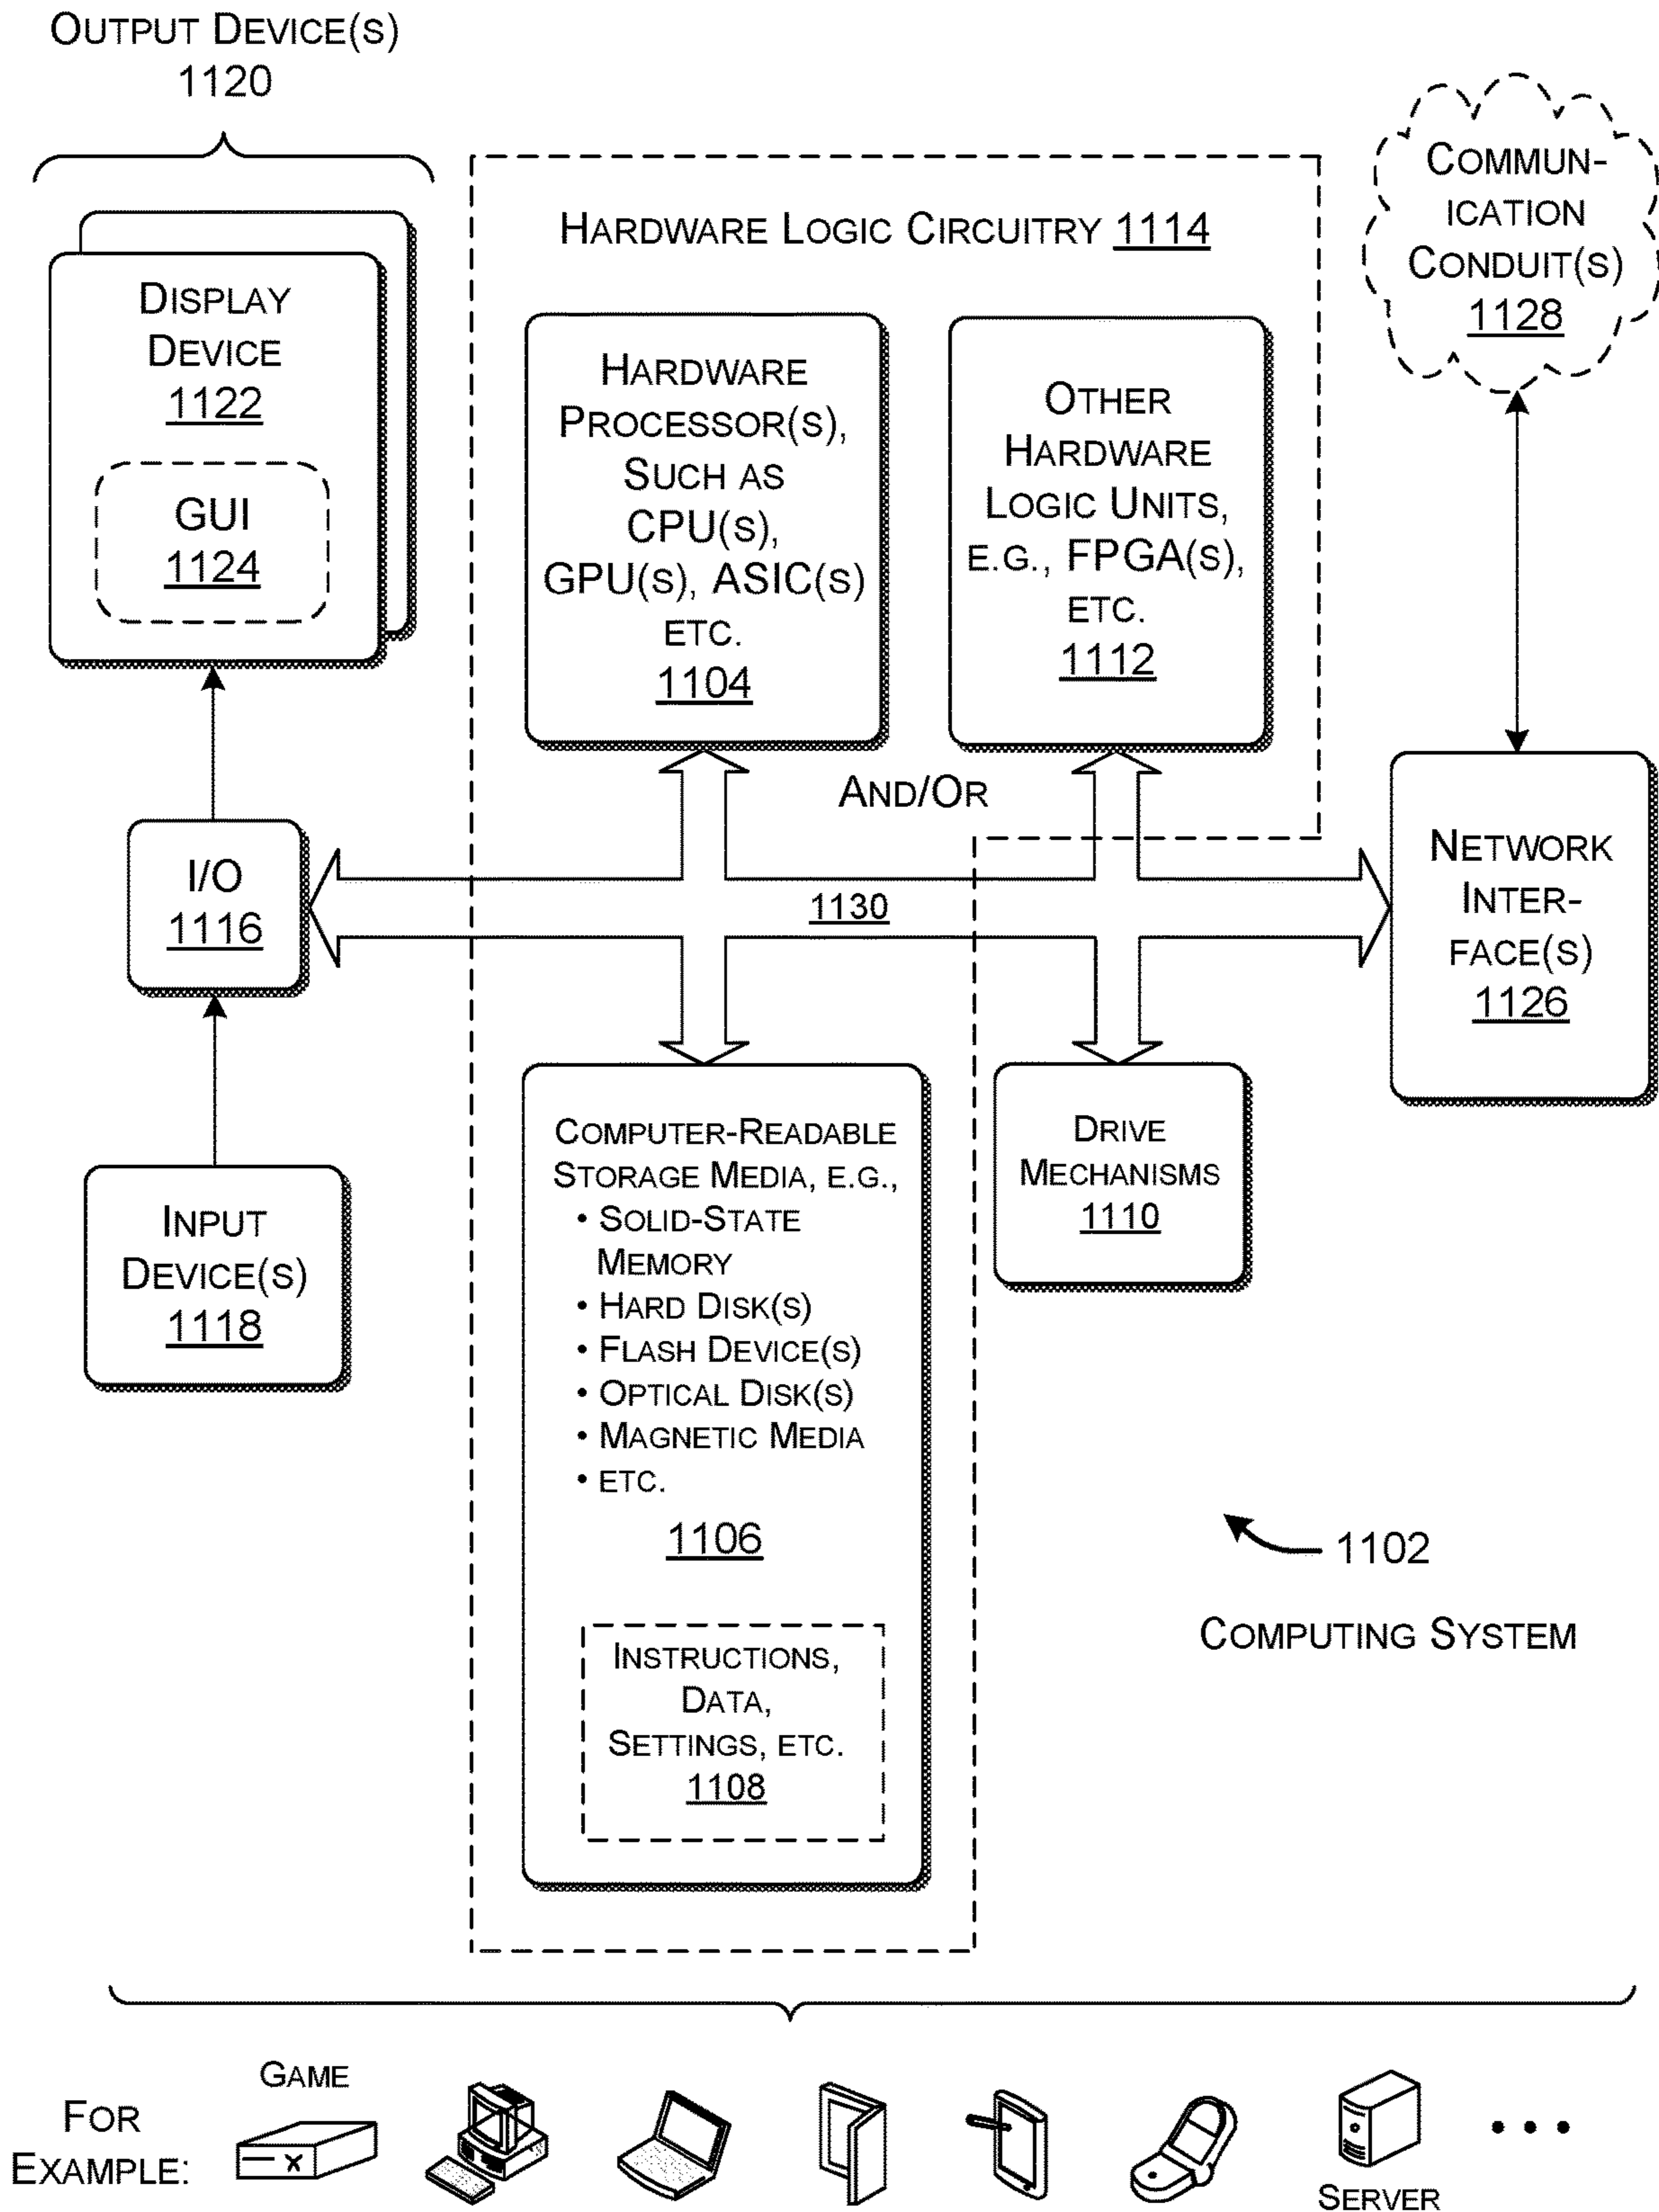 OUTPUT DEVICE(S)
1120
DISPLAY
DEVICE
1122
GUI
1124
I/O
1116
INPUT
DEVICE(S)
1118
HARDWARE LOGIC CIRCUITRY 1114
HARDWARE
PROCESSOR(S),
SUCH AS
CPU(S),
GPU(S), ASIC(S)
ETC.
1104
OTHER
HARDWARE
LOGIC UNITS,
E.G., FPGA(S),
ETC.
1112
AND/OR
1130
COMPUTER-READABLE
STORAGE MEDIA, E.G.,
• SOLID-STATE
MEMORY
• HARD DISK(S)
• FLASH DEVICE(S)
• OPTICAL DISK(S)
• MAGNETIC MEDIA
• ETC.
1106
INSTRUCTIONS,
DATA,
SETTINGS, ETC.
1108
DRIVE
MECHANISMS
1110
COMMUN-
ICATION
CONDUIT(S)
1128
NETWORK
INTER-
FACE(S)
1126
1102
COMPUTING SYSTEM
FOR
EXAMPLE:
GAME
X
SERVER
• • •